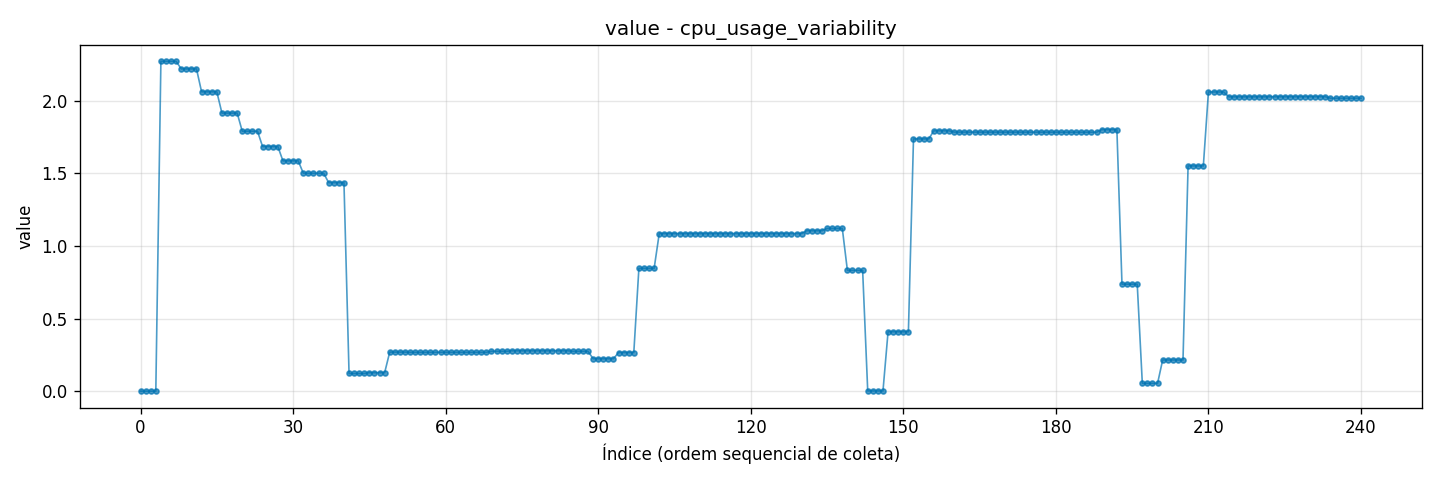 value - cpu_usage_variability
value
2.0
1.5
1.0
0.5
0.0
0 30 60 90 120 150 180 210 240
Índice (ordem sequencial de coleta)